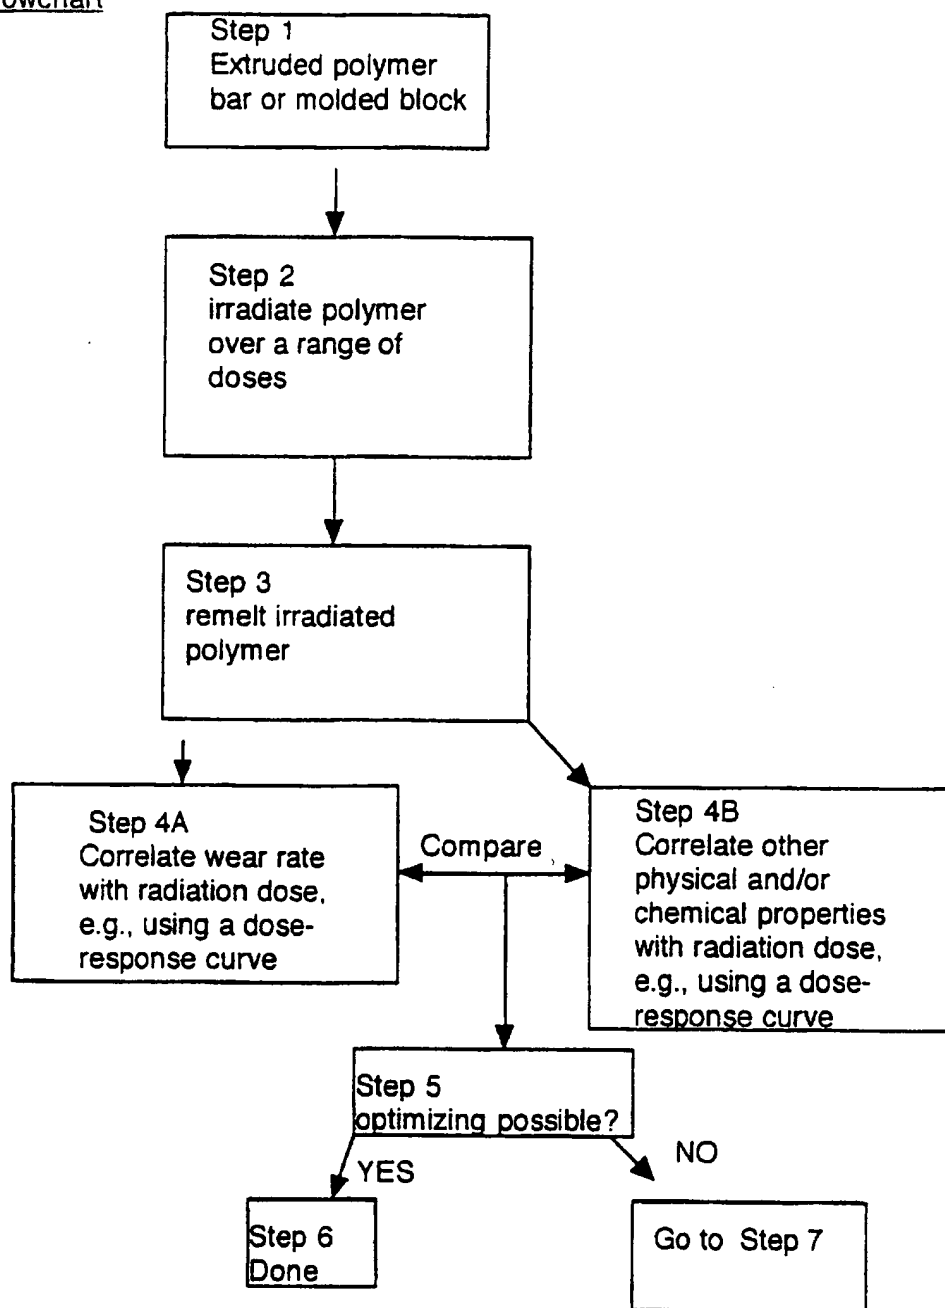 Step 1
Extruded polymer
bar or molded block
Step 2
irradiate polymer
over a range of
doses
Step 3
remelt irradiated
polymer
Step 4A
Correlate wear rate
with radiation dose,
e.g., using a dose-
response curve
Compare
Step 4B
Correlate other
physical and/or
chemical properties
with radiation dose,
e.g., using a dose-
response curve
Step 5
optimizing possible?
YES
NO
Step 6
Done
Go to Step 7